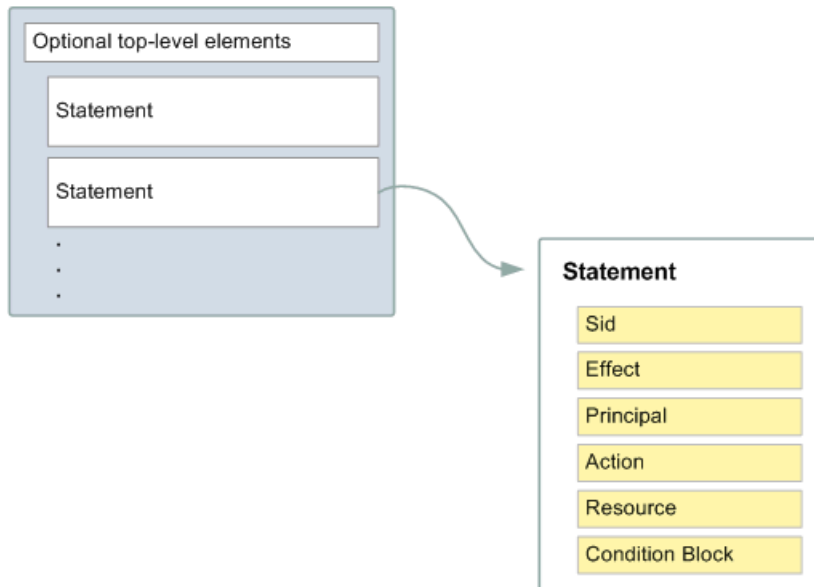 Optional top-level elements
Statement
Statement
.
.
.
Statement
Sid
Effect
Principal
Action
Resource
Condition Block